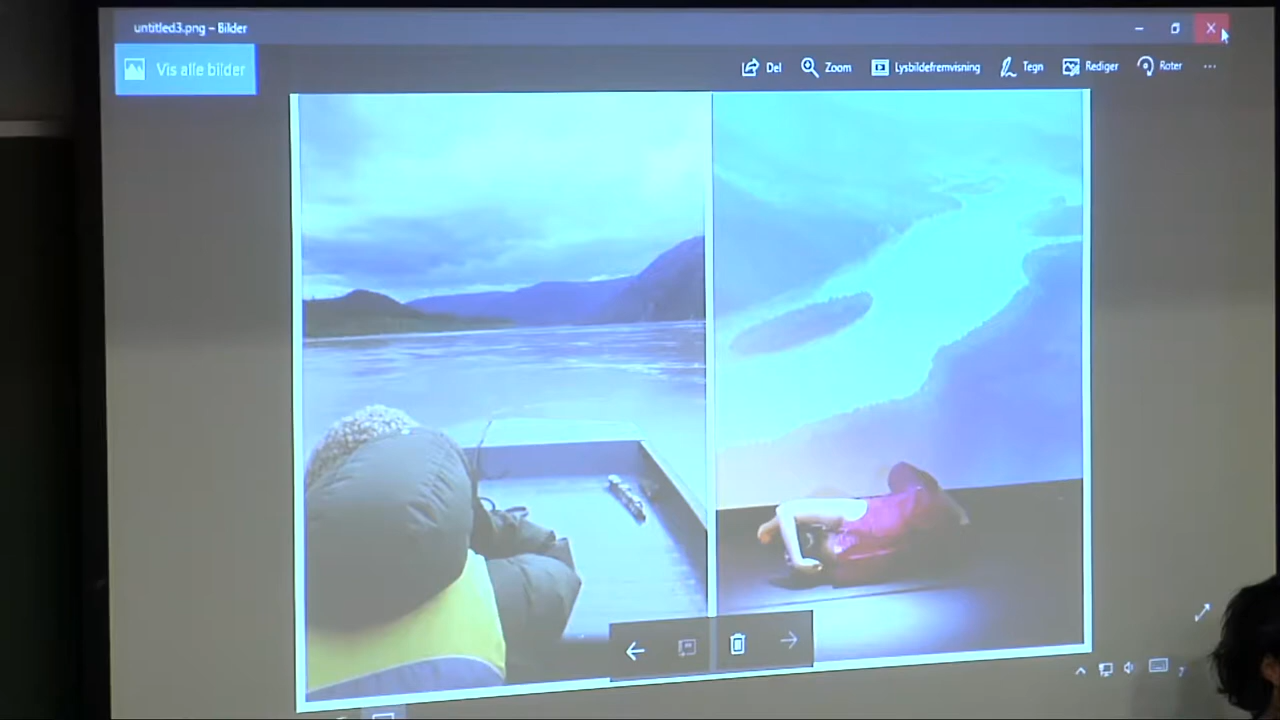 untitled3.png – Bilder
Vis alle bilder
Del
Zoom
Lysbildefremvisning
Tegn
Rediger
Roter